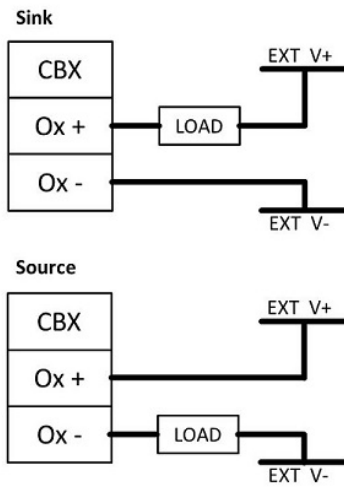 Sink
CBX
EXT V+
Ox +
LOAD
Ox -
EXT V-
Source
CBX
EXT V+
Ox +
Ox -
LOAD
EXT V-